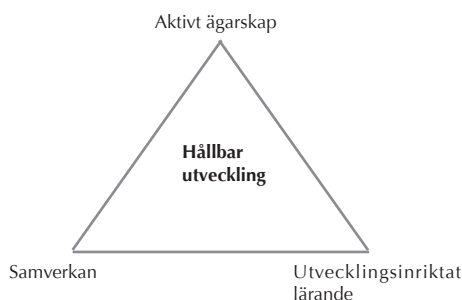 Aktivt ägarskap
Hållbar
utveckling
Samverkan
Utvecklingsinriktat
lärande